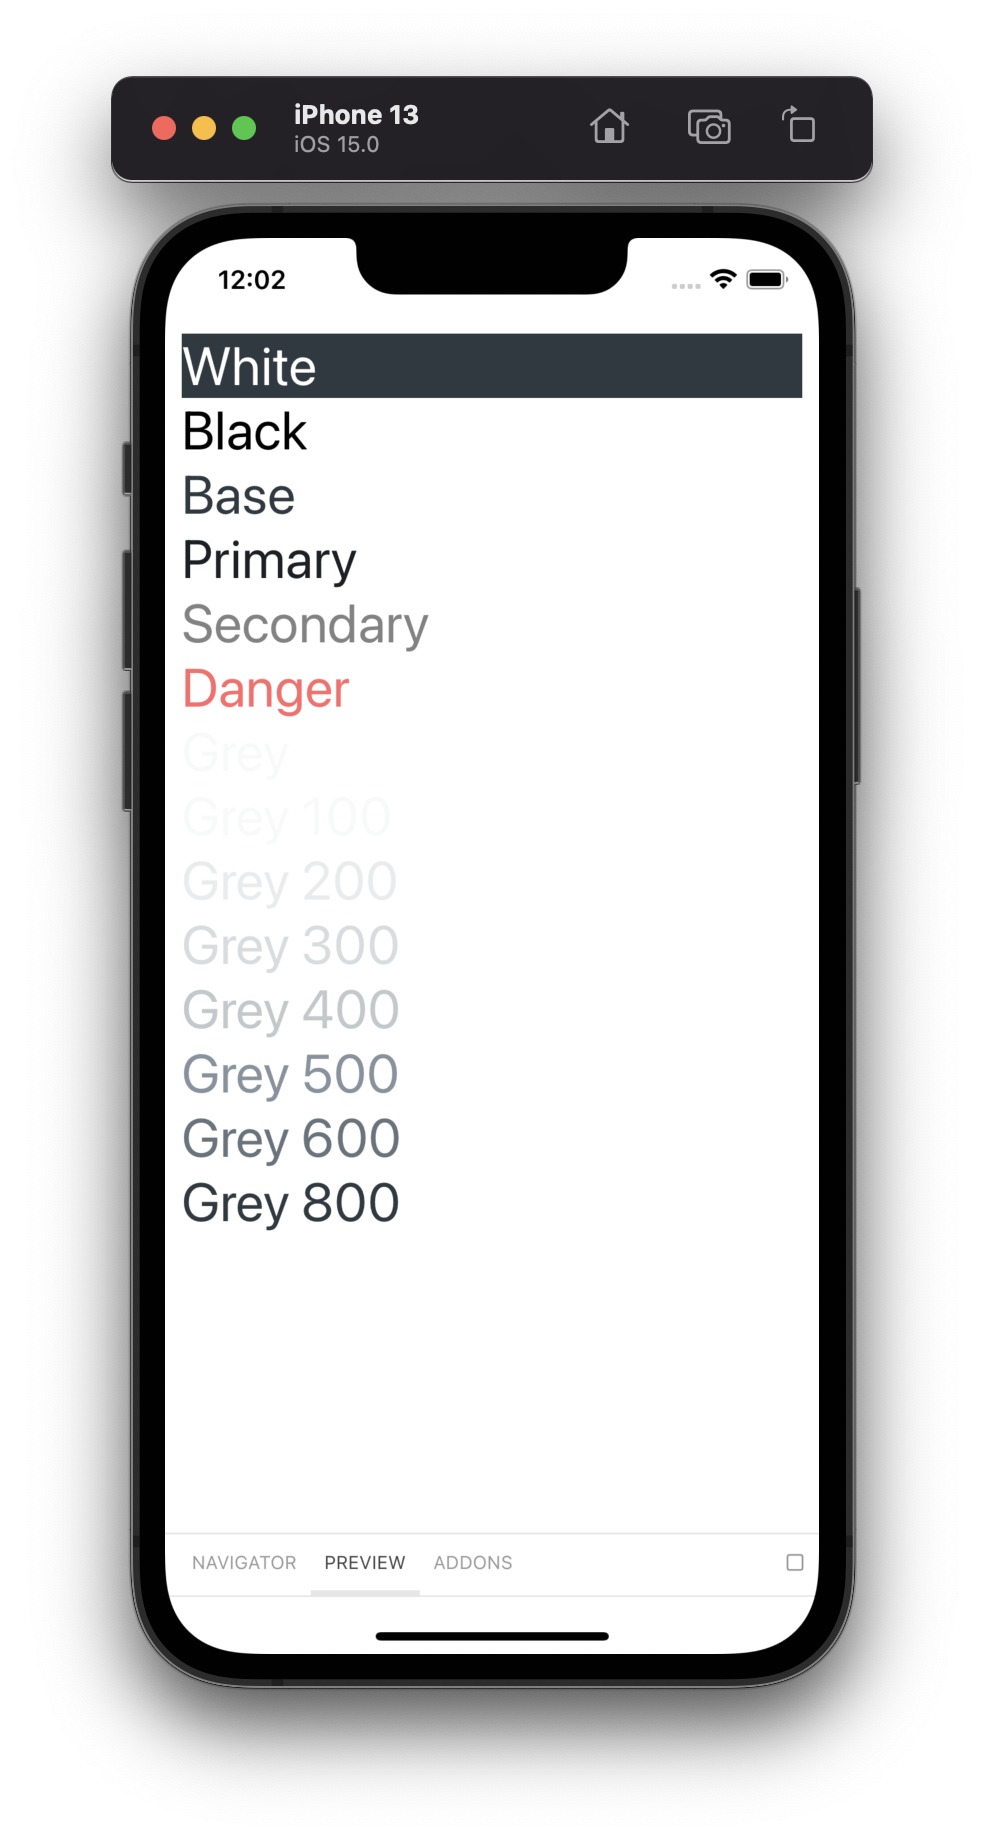 iPhone 13
iOS 15.0
12:02
White
Black
Base
Primary
Secondary
Danger
Grey
Grey 100
Grey 200
Grey 300
Grey 400
Grey 500
Grey 600
Grey 800
NAVIGATOR PREVIEW ADDONS